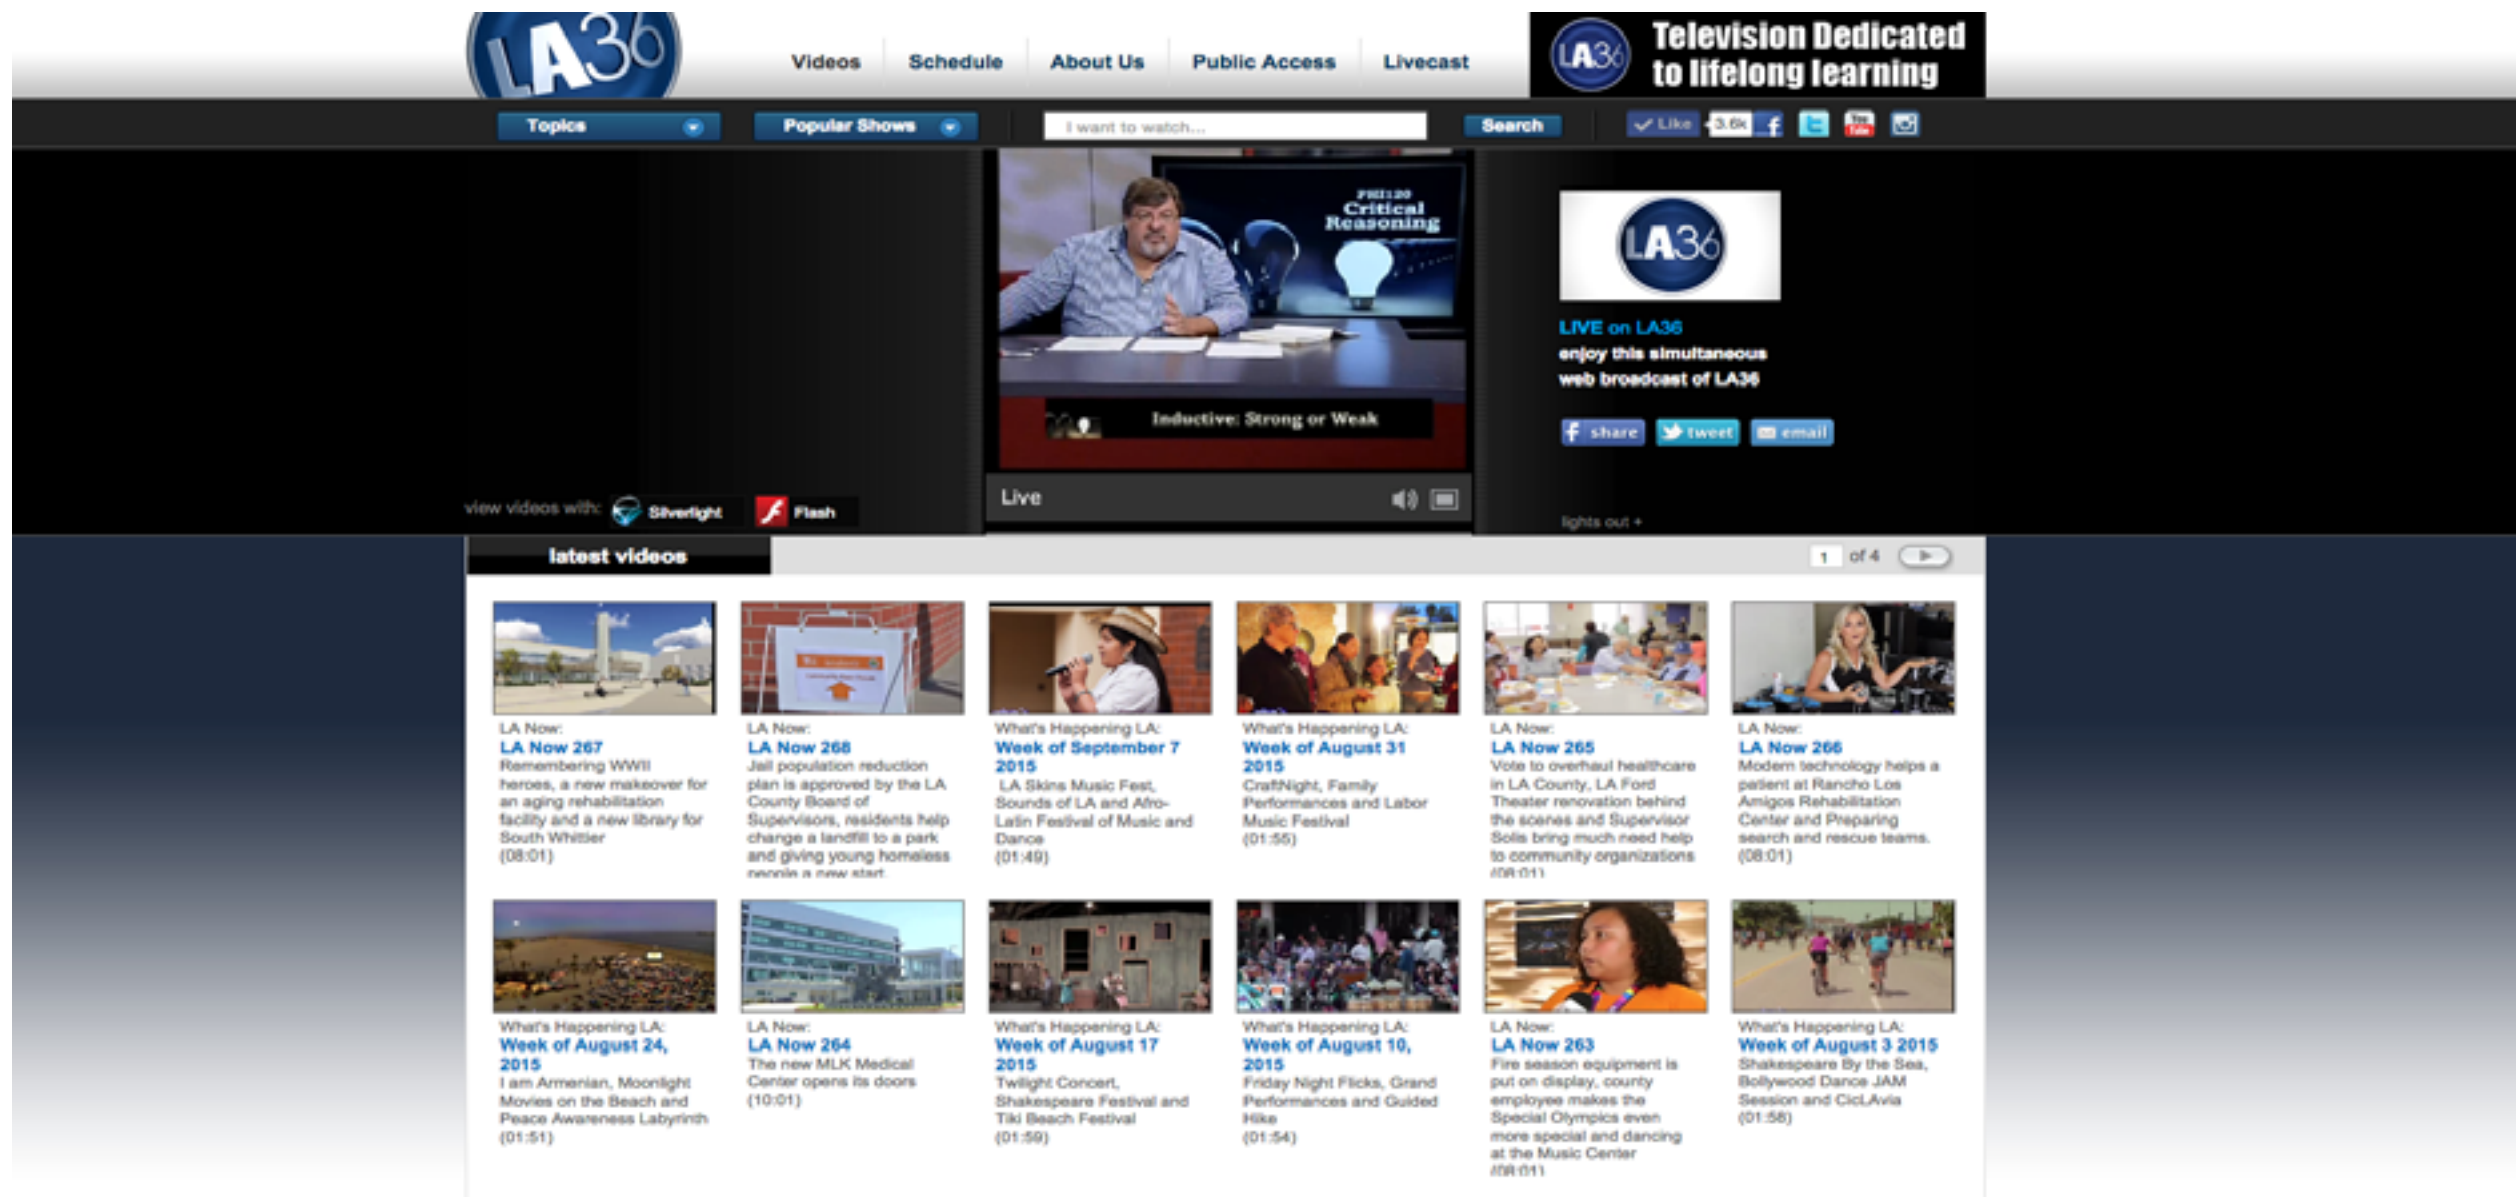 LA36
Videos
Schedule
About Us
Public Access
Livecast
LA36
Television Dedicated
to lifelong learning
Topics
Popular Shows
I want to watch...
Search
Like
3.6k
You
Tube
PHI120
Critical
Reasoning
Inductive: Strong or Weak
LA36
LIVE on LA36
enjoy this simultaneous
web broadcast of LA36
share
tweet
email
view videos with:
Silverlight
Flash
Live
lights out +
latest videos
1 of 4
LA Now:
LA Now 267
Remembering WWII
heroes, a new makeover for
an aging rehabilitation
facility and a new library for
South Whittier
(08:01)
LA Now:
LA Now 268
Jail population reduction
plan is approved by the LA
County Board of
Supervisors, residents help
change a landfill to a park
and giving young homeless
people a new start.
What's Happening LA:
Week of September 7
2015
LA Skins Music Fest,
Sounds of LA and Afro-
Latin Festival of Music and
Dance
(01:49)
What's Happening LA:
Week of August 31
2015
CraftNight, Family
Performances and Labor
Music Festival
(01:55)
LA Now:
LA Now 265
Vote to overhaul healthcare
in LA County, LA Ford
Theater renovation behind
the scenes and Supervisor
Solis bring much need help
to community organizations
(08:01)
LA Now:
LA Now 266
Modern technology helps a
patient at Rancho Los
Amigos Rehabilitation
Center and Preparing
search and rescue teams.
(08:01)
What's Happening LA:
Week of August 24,
2015
I am Armenian, Moonlight
Movies on the Beach and
Peace Awareness Labyrinth
(01:51)
LA Now:
LA Now 264
The new MLK Medical
Center opens its doors
(10:01)
What's Happening LA:
Week of August 17
2015
Twilight Concert,
Shakespeare Festival and
Tiki Beach Festival
(01:59)
What's Happening LA:
Week of August 10,
2015
Friday Night Flicks, Grand
Performances and Guided
Hike
(01:54)
LA Now:
LA Now 263
Fire season equipment is
put on display, county
employee makes the
Special Olympics even
more special and dancing
at the Music Center
(08:01)
What's Happening LA:
Week of August 3 2015
Shakespeare By the Sea,
Bollywood Dance JAM
Session and CicLAvia
(01:58)